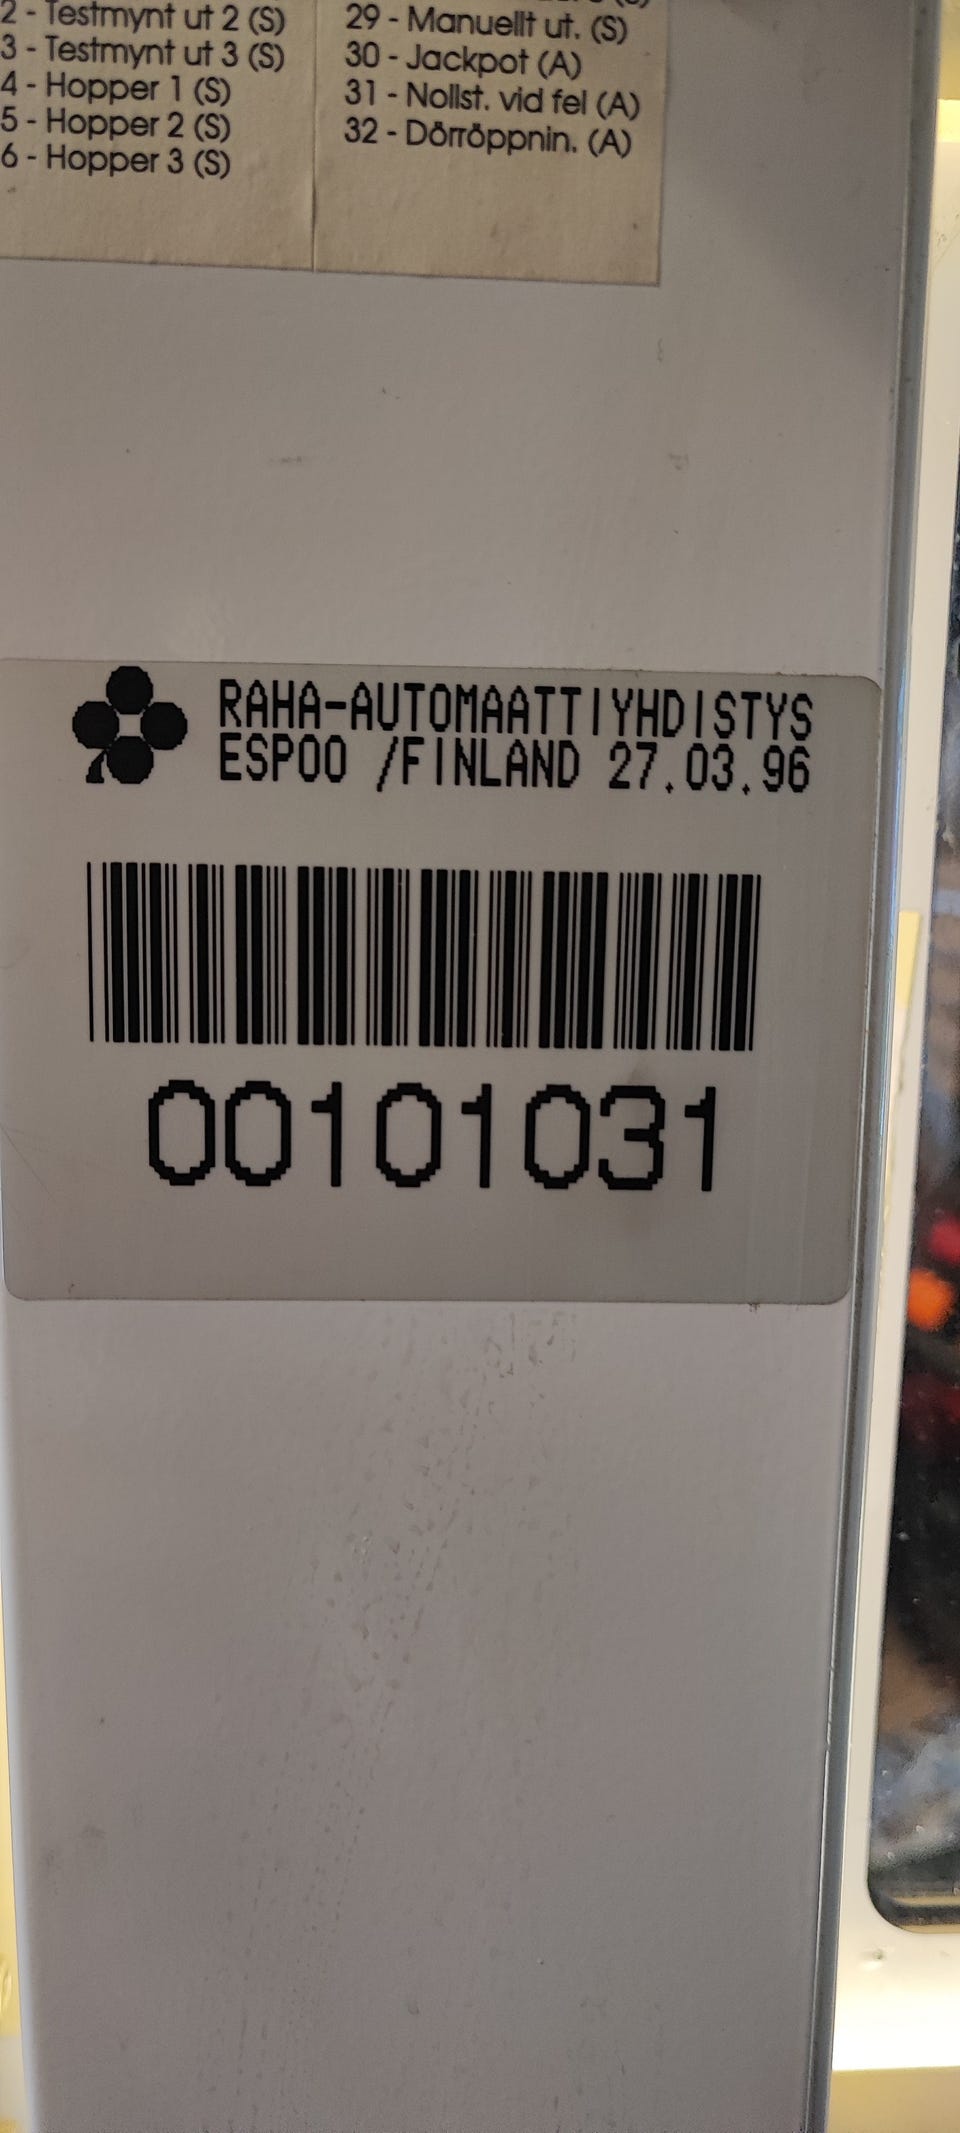 2 - Testmynt ut 2 (S)
3 - Testmynt ut 3 (S)
4 - Hopper 1 (S)
5 - Hopper 2 (S)
6 - Hopper 3 (S)
29 - Manuellt ut. (S)
30 - Jackpot (A)
31 - Nollst. vid fel (A)
32 - Dörröppnin. (A)
RAHA-AUTOMAATTIYHDISTYS
ESPOO /FINLAND 27.03.96
00101031